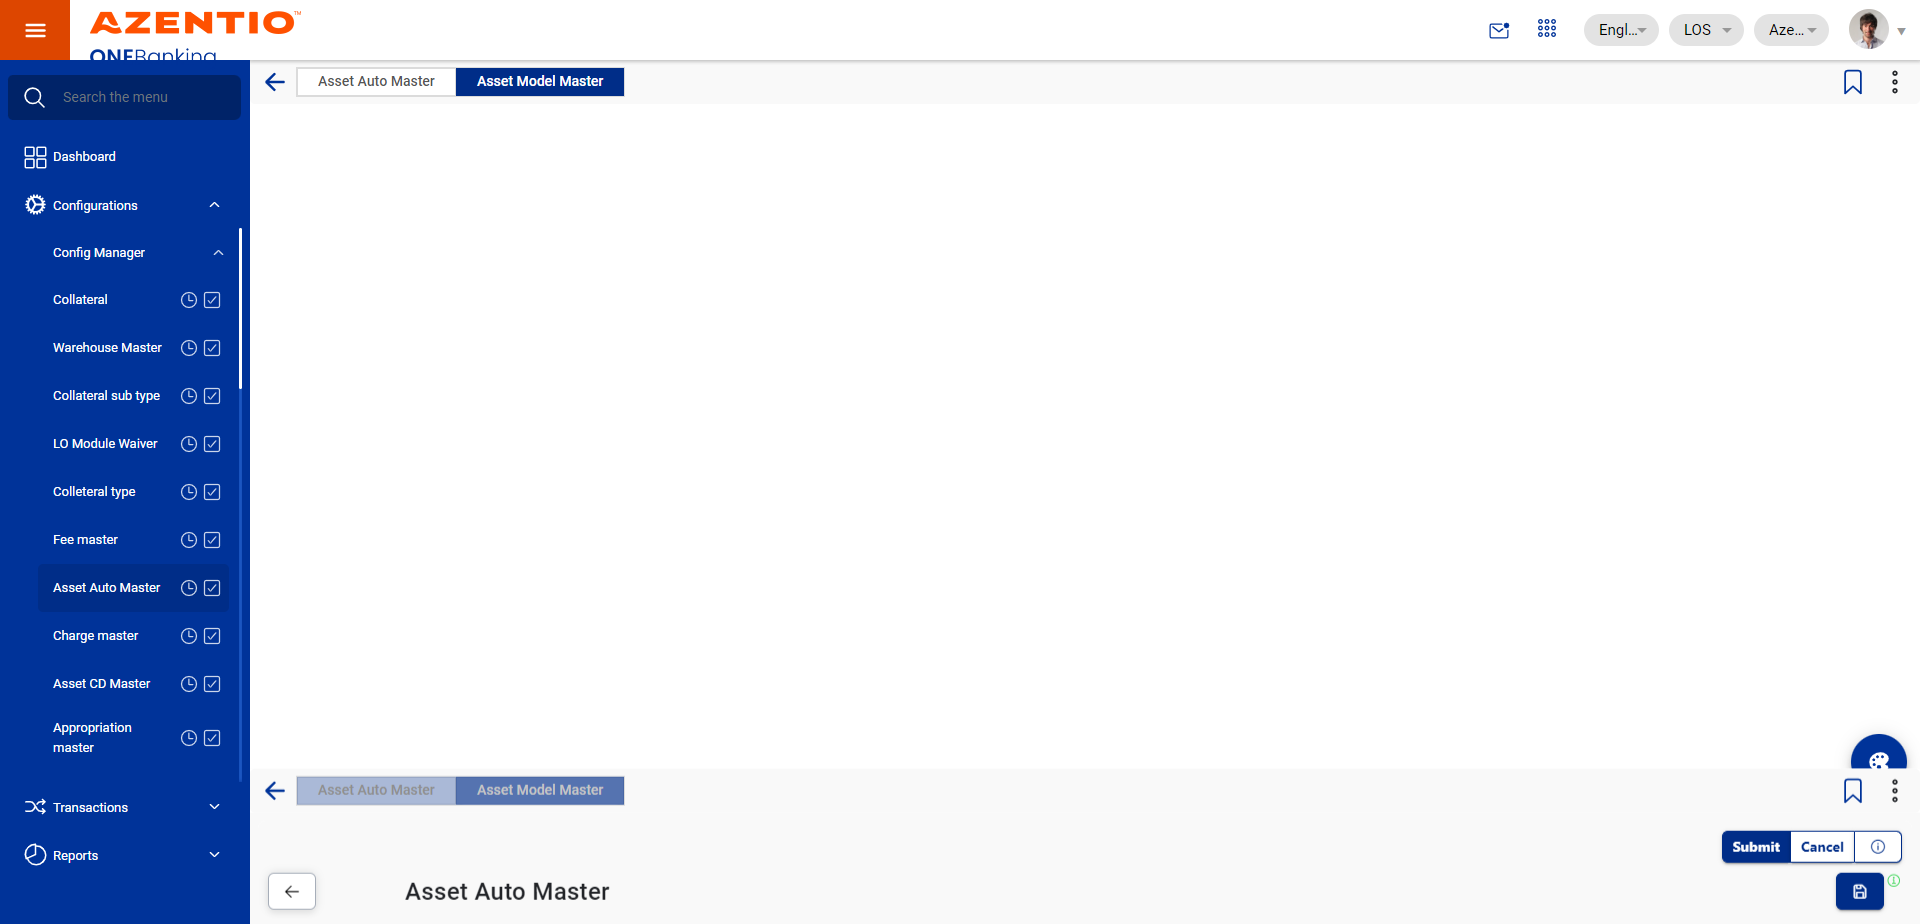 AZENTIO™
ONEBanking
Engl...
LOS
Aze...
Search the menu
Asset Auto Master
Asset Model Master
Dashboard
Configurations
Config Manager
Collateral
Warehouse Master
Collateral sub type
LO Module Waiver
Colleteral type
Fee master
Asset Auto Master
Charge master
Asset CD Master
Appropriation
master
Transactions
Reports
Asset Auto Master
Asset Model Master
Submit
Cancel
Asset Auto Master